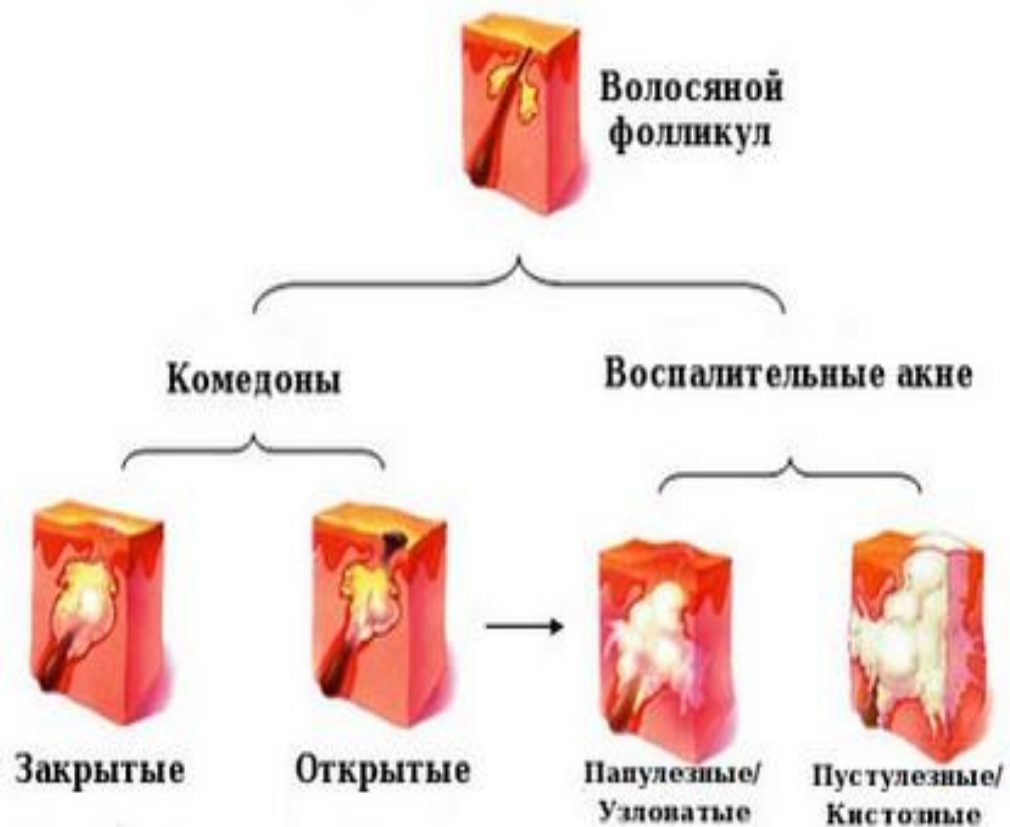 Волосяной
фолликул
Комедоны
Воспалительные акне
Закрытые
Открытые
Папулезные/
Узловатые
Пустулезные/
Кистозные